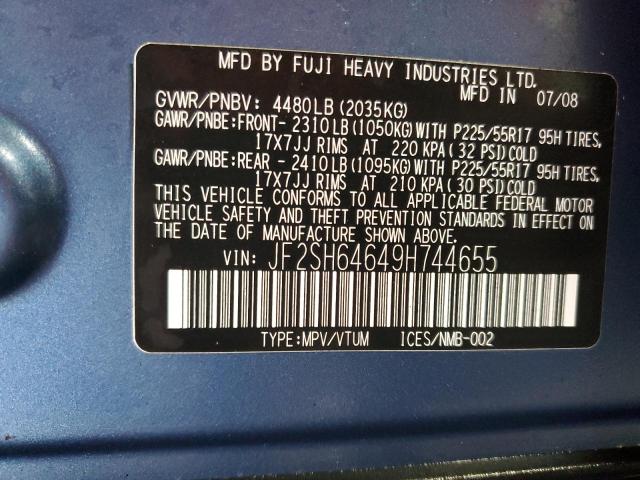 MFD BY FUJI HEAVY INDUSTRIES LTD.
MFD IN 07/08
GVWR/PNBV: 4480LB(2035KG)
GAWR/PNBE:FRONT- 2310LB(1050KG)WITH P225/55R17 95H TIRES,
17X7JJ RIMS AT 220 KPA(32 PSI)COLD
GAWR/PNBE:REAR - 2410LB(1095KG)WITH P225/55R17 95H TIRES,
17X7JJ RIMS AT 210 KPA(30 PSI)COLD
THIS VEHICLE CONFORMS TO ALL APPLICABLE FEDERAL MOTOR
VEHICLE SAFETY AND THEFT PREVENTION STANDARDS IN EFFECT ON
THE DATE OF MANUFACTURE SHOWN ABOVE.
VIN: JF2SH64649H744655
TYPE:MPV/VTUM ICES/NMB-002